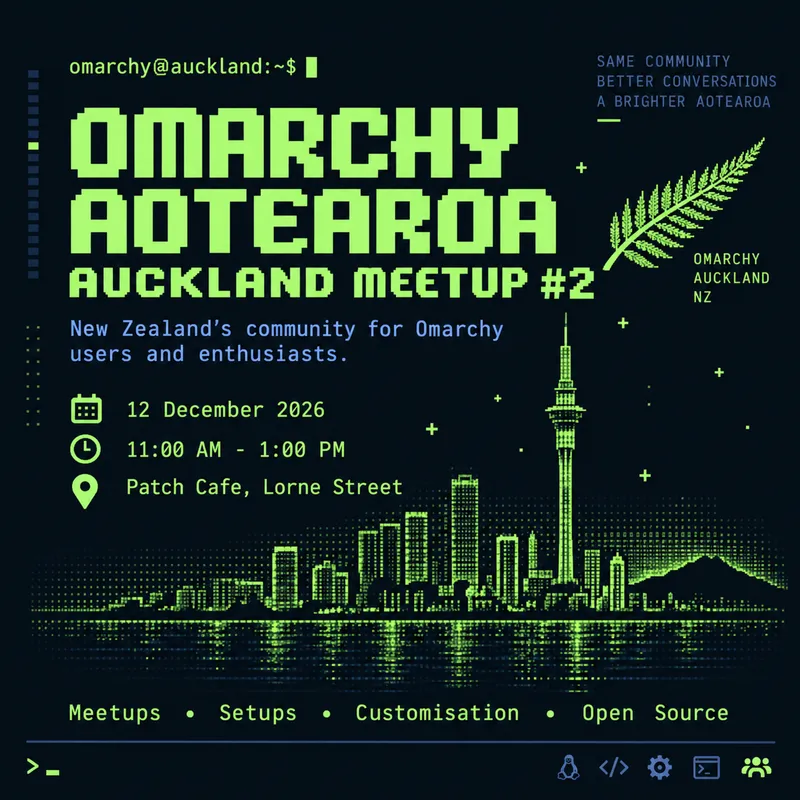 omarchy@auckland:~$
SAME COMMUNITY
BETTER CONVERSATIONS
A BRIGHTER AOTEAROA
OMARCHY
AOTEAROA
AUCKLAND MEETUP #2
OMARCHY
AUCKLAND
NZ
New Zealand's community for Omarchy
users and enthusiasts.
12 December 2026
11:00 AM - 1:00 PM
Patch Cafe, Lorne Street
Meetups • Setups • Customisation • Open Source
>_